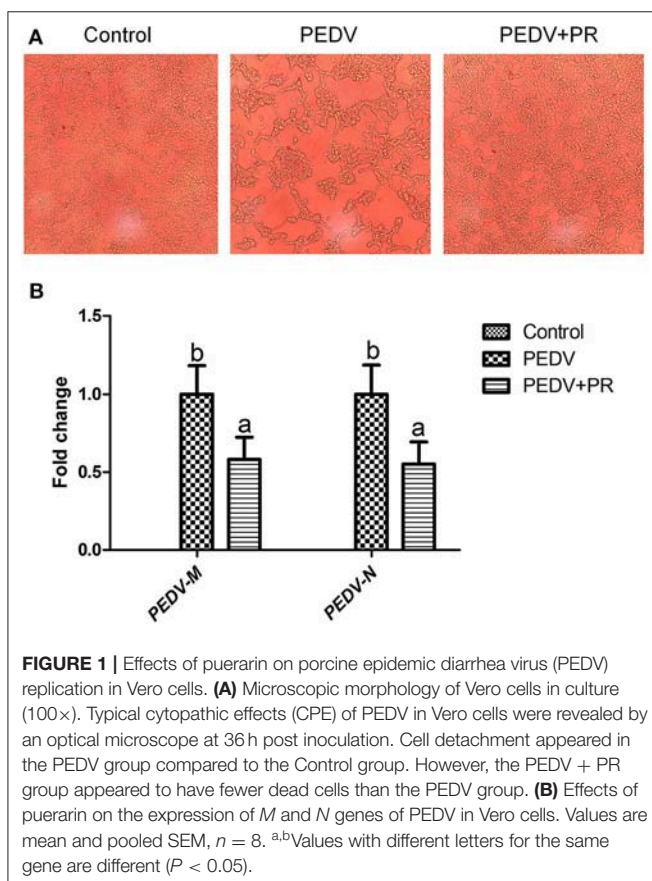 A
Control
PEDV
PEDV+PR
B
Fold change
1.5
1.0
0.5
0.0
b
a
b
a
PEDV-M
PEDV-N
Control
PEDV
PEDV+PR
FIGURE 1 | Effects of puerarin on porcine epidemic diarrhea virus (PEDV)
replication in Vero cells. (A) Microscopic morphology of Vero cells in culture
(100×). Typical cytopathic effects (CPE) of PEDV in Vero cells were revealed by
an optical microscope at 36 h post inoculation. Cell detachment appeared in
the PEDV group compared to the Control group. However, the PEDV + PR
group appeared to have fewer dead cells than the PEDV group. (B) Effects of
puerarin on the expression of M and N genes of PEDV in Vero cells. Values are
mean and pooled SEM, n = 8. a,bValues with different letters for the same
gene are different (P < 0.05).